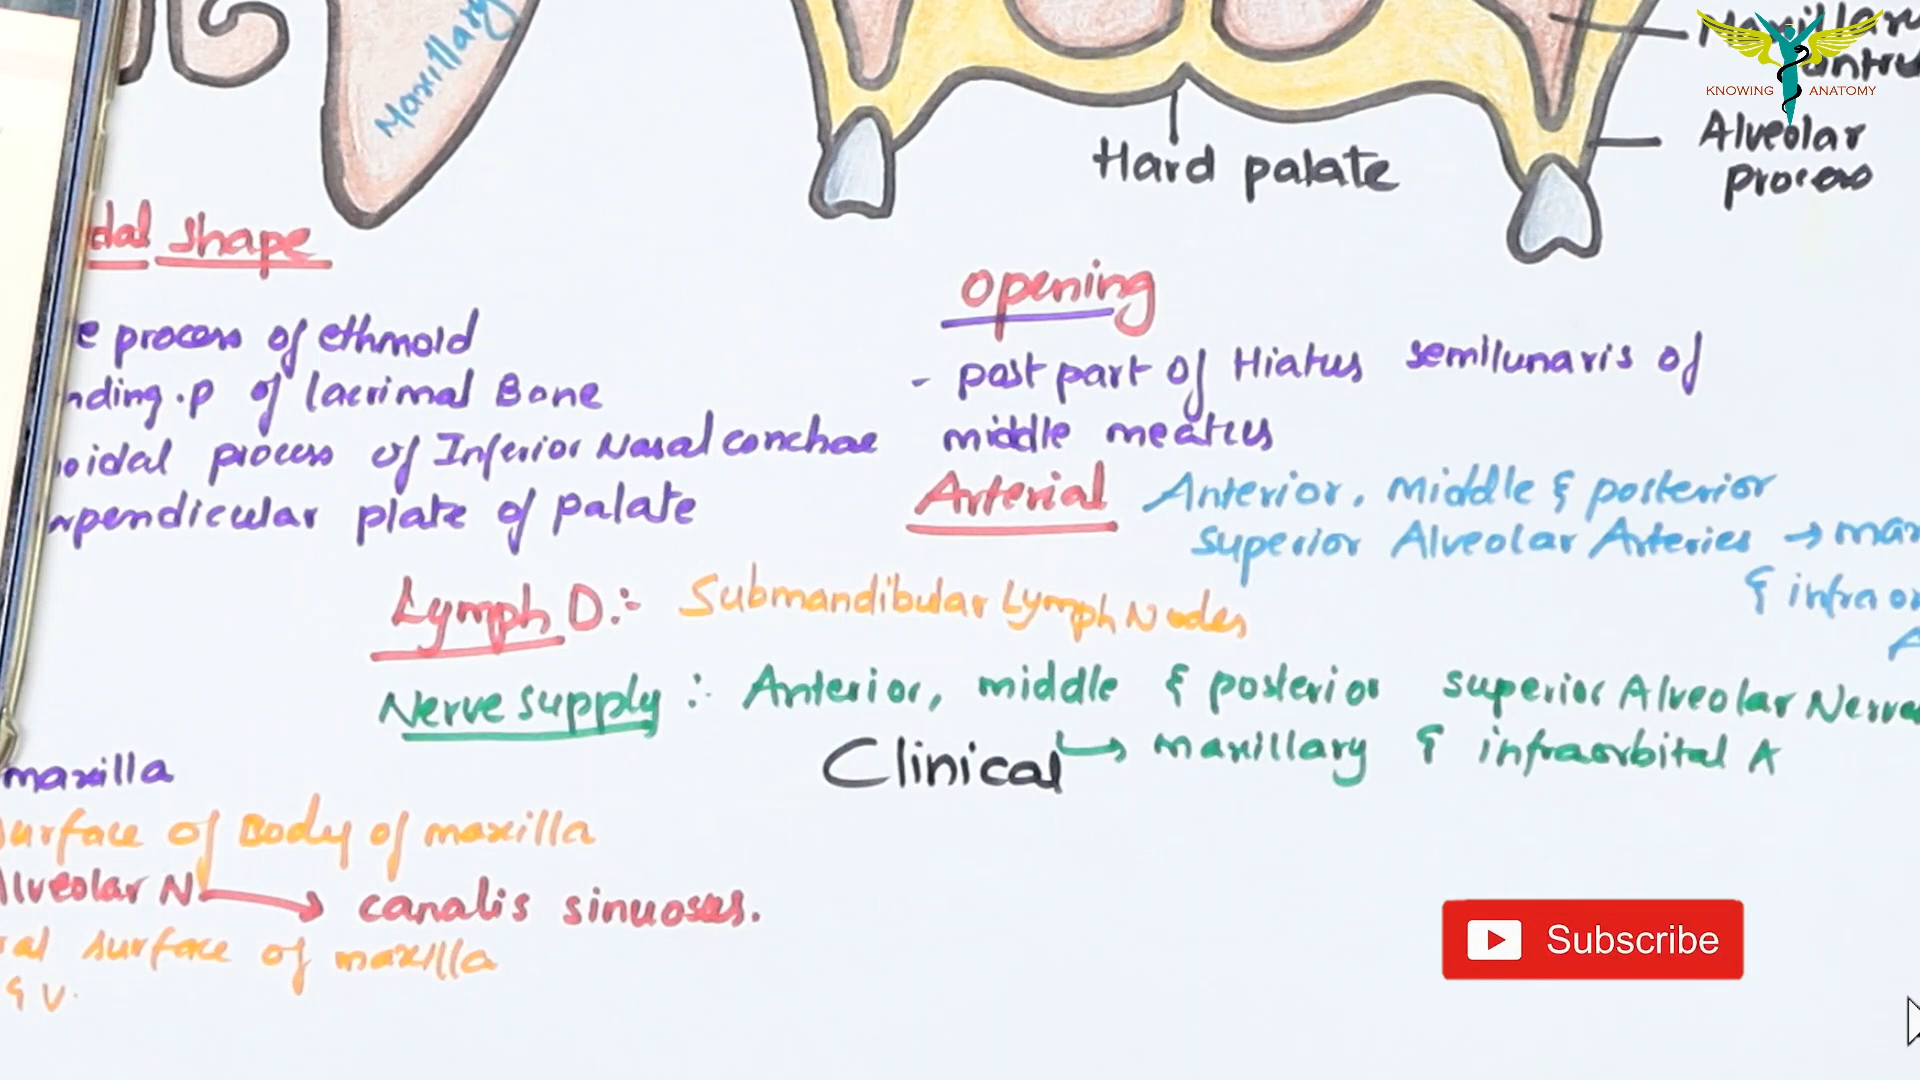 Maxillary
KNOWING ANATOMY
Hard palate
Alveolar
process
shape
process of ethmoid
of lacrimal Bone
process of Inferior Nasal conchae
plate of palate
opening
- post part of Hiatus semilunaris of
middle meatus
Arterial Anterior, middle & posterior
superior Alveolar Arteries →
& infra
Lymph D:- Submandibular Lymph Nodes
Nerve supply :- Anterior, middle & posterior superior Alveolar Nerve
↳ maxillary & infraorbital A
Clinical
maxilla
surface of Body of maxilla
Alveolar N → canalis sinuoses.
surface of maxilla
& V.
Subscribe